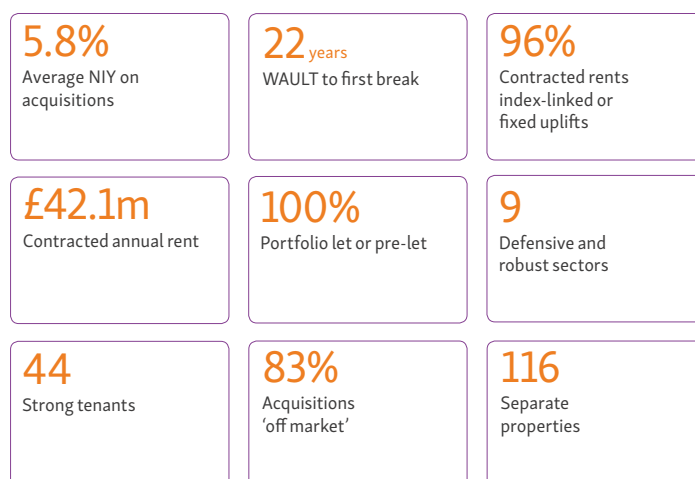 5.8%
Average NIY on
acquisitions
22 years
WAULT to first break
96%
Contracted rents
index-linked or
fixed uplifts
£42.1m
Contracted annual rent
100%
Portfolio let or pre-let
9
Defensive and
robust sectors
44
Strong tenants
83%
Acquisitions
‘off market’
116
Separate
properties